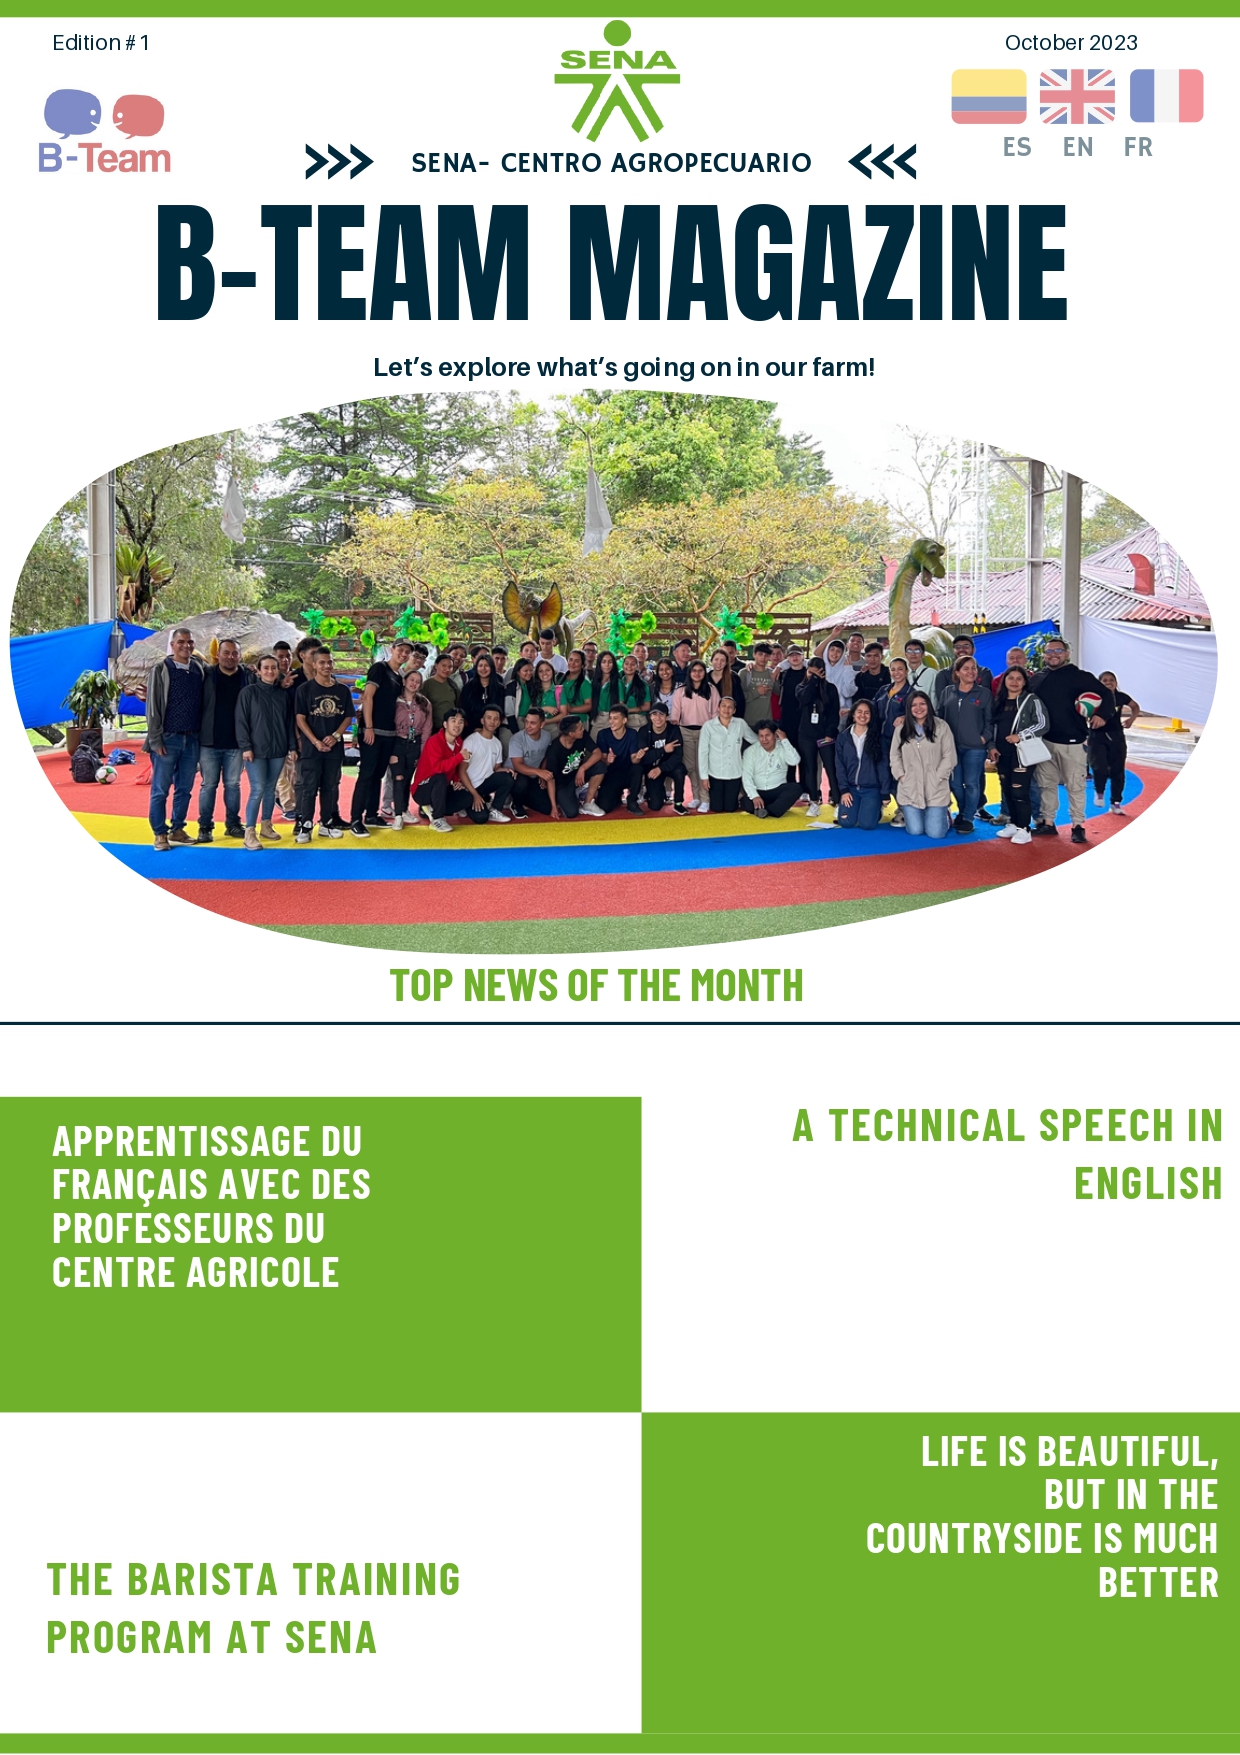 Edition # 1
October 2023
SENA
B-Team
ES EN FR
SENA- CENTRO AGROPECUARIO
B-TEAM MAGAZINE
Let's explore what's going on in our farm!
TOP NEWS OF THE MONTH
APPRENTISSAGE DU
FRANÇAIS AVEC DES
PROFESSEURS DU
CENTRE AGRICOLE
A TECHNICAL SPEECH IN
ENGLISH
THE BARISTA TRAINING
PROGRAM AT SENA
LIFE IS BEAUTIFUL,
BUT IN THE
COUNTRYSIDE IS MUCH
BETTER